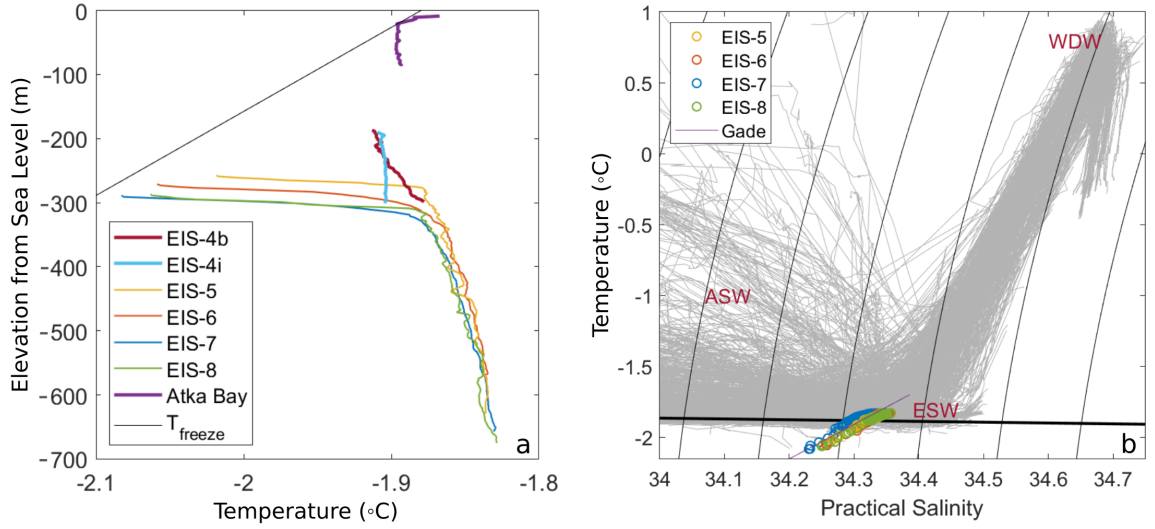 0
-100
-200
-300
-400
-500
-600
-700
Elevation from Sea Level (m)
EIS-4b
EIS-4i
EIS-5
EIS-6
EIS-7
EIS-8
Atka Bay
T freeze
a
-2.1
-2
-1.9
-1.8
Temperature (◦C)
1
0.5
0
-0.5
-1
-1.5
-2
Temperature (◦C)
EIS-5
EIS-6
EIS-7
EIS-8
Gade
WDW
ASW
ESW
b
34
34.1
34.2
34.3
34.4
34.5
34.6
34.7
Practical Salinity